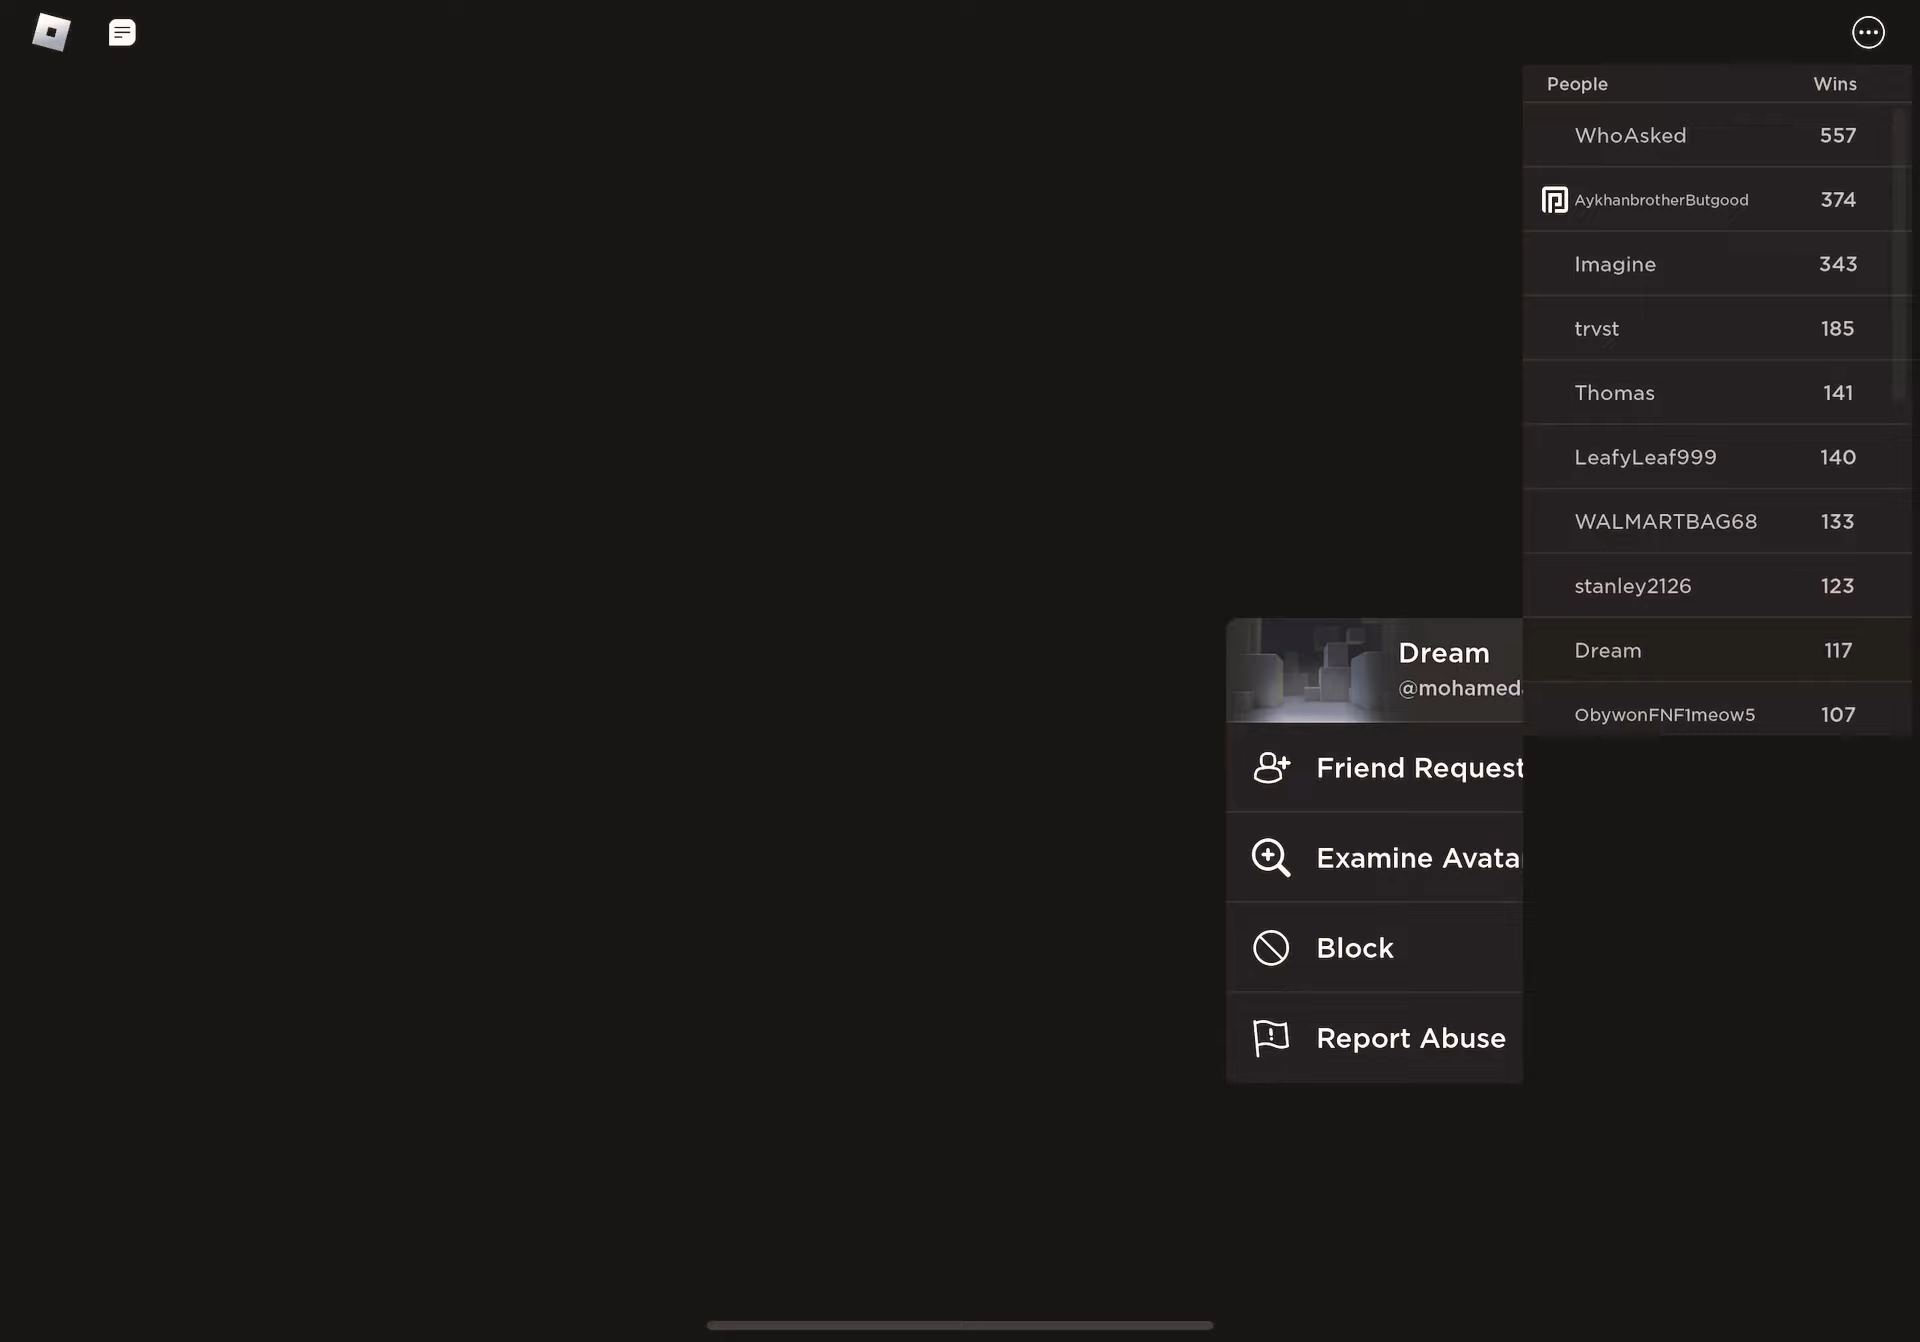 People Wins
WhoAsked 557
AykhanbrotherButgood 374
Imagine 343
trvst 185
Thomas 141
LeafyLeaf999 140
WALMARTBAG68 133
stanley2126 123
Dream 117
ObywonFNF1meow5 107
Dream
@mohamed
Friend Request
Examine Avata
Block
Report Abuse